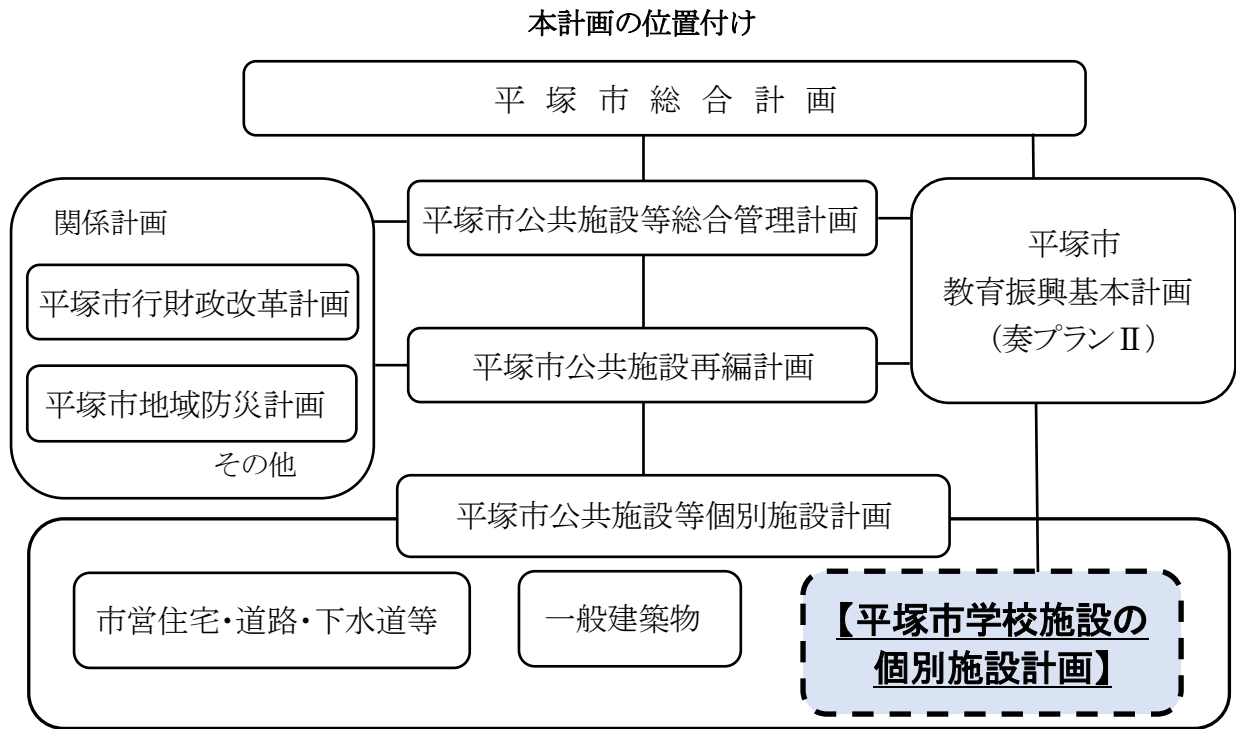 本計画の位置付け
平塚市総合計画
関係計画
平塚市行財政改革計画
平塚市地域防災計画
その他
平塚市公共施設等総合管理計画
平塚市公共施設再編計画
平塚市
教育振興基本計画
（奏プランⅡ）
平塚市公共施設等個別施設計画
市営住宅・道路・下水道等
一般建築物
【平塚市学校施設の
個別施設計画】